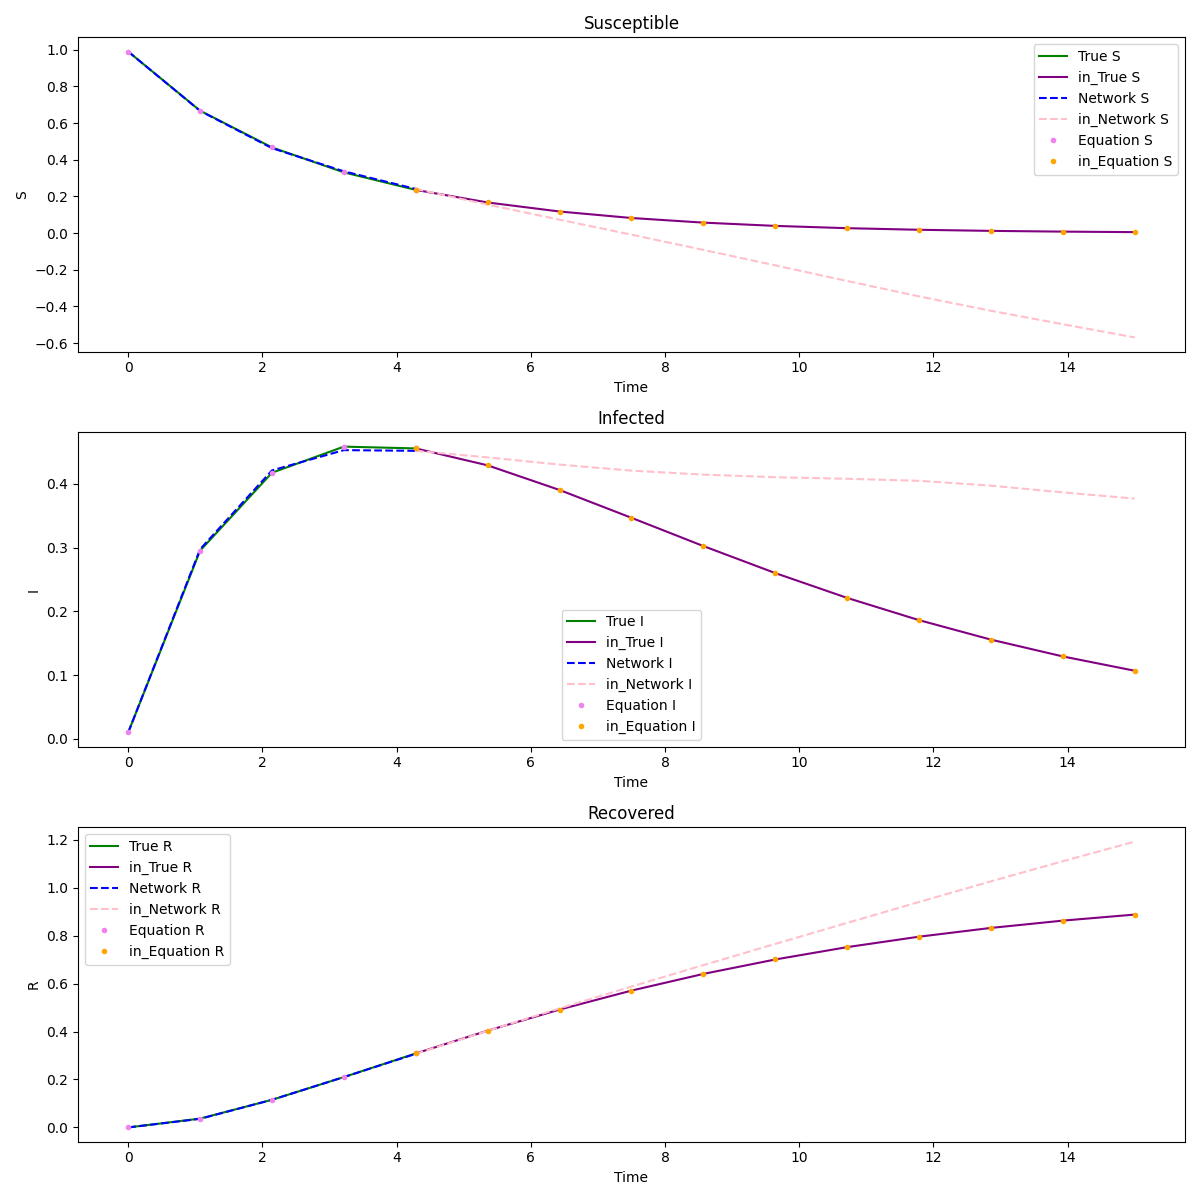 Susceptible
1.0
0.8
0.6
0.4
0.2
0.0
−0.2
−0.4
−0.6
S
True S
in_True S
Network S
in_Network S
Equation S
in_Equation S
0 2 4 6 8 10 12 14
Time
Infected
0.4
0.3
0.2
0.1
0.0
I
True I
in_True I
Network I
in_Network I
Equation I
in_Equation I
0 2 4 6 8 10 12 14
Time
Recovered
1.2
1.0
0.8
0.6
0.4
0.2
0.0
R
True R
in_True R
Network R
in_Network R
Equation R
in_Equation R
0 2 4 6 8 10 12 14
Time